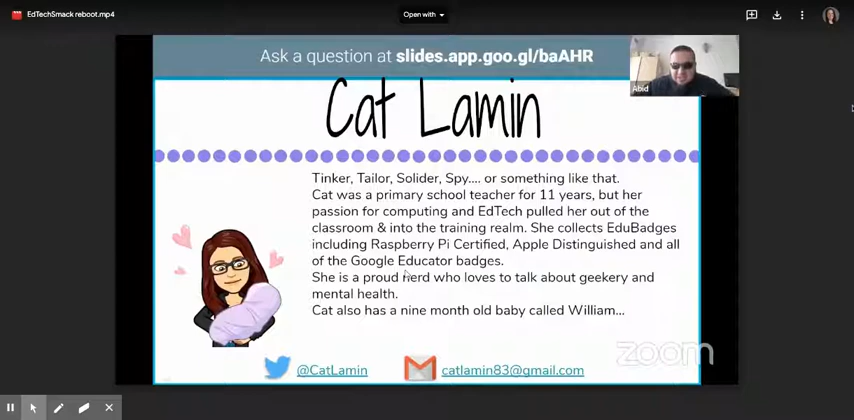 EdTechSmack reboot.mp4
Open with
Ask a question at slides.app.goo.gl/baAHR
Abid
Cat Lamin
Tinker, Tailor, Solider, Spy.... or something like that.
Cat was a primary school teacher for 11 years, but her
passion for computing and EdTech pulled her out of the
classroom & into the training realm. She collects EduBadges
including Raspberry Pi Certified, Apple Distinguished and all
of the Google Educator badges.
She is a proud nerd who loves to talk about geekery and
mental health.
Cat also has a nine month old baby called William...
zoom
@CatLamin
catlamin83@gmail.com